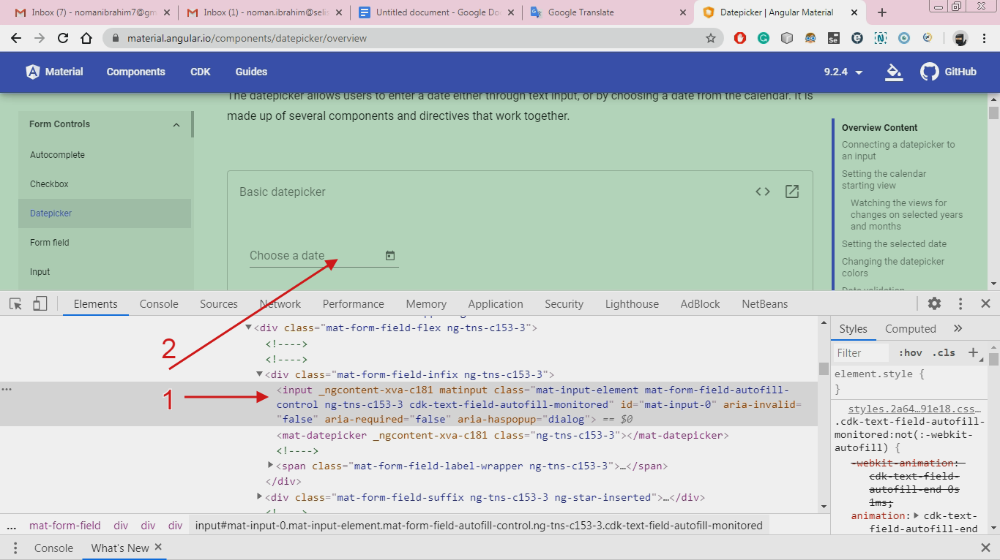 Inbox (7) - nomanibrahim7@gm
Inbox (1) - noman.ibrahim@selis
Untitled document - Google Do
Google Translate
Datepicker | Angular Material
material.angular.io/components/datepicker/overview
Material
Components
CDK
Guides
9.2.4
GitHub
The datepicker allows users to enter a date either through text input, or by choosing a date from the calendar. It is
made up of several components and directives that work together.
Form Controls
Autocomplete
Checkbox
Datepicker
Form field
Input
Basic datepicker
Choose a date
Overview Content
Connecting a datepicker to
an input
Setting the calendar
starting view
Watching the views for
changes on selected years
and months
Setting the selected date
Changing the datepicker
colors
Data validation
Elements
Console
Sources
Network
Performance
Memory
Application
Security
Lighthouse
AdBlock
NetBeans
<div class="mat-form-field-flex ng-tns-c153-3">
<!---->
<!---->
<div class="mat-form-field-infix ng-tns-c153-3">
<input _ngcontent-xva-c181 matinput class="mat-input-element mat-form-field-autofill-
control ng-tns-c153-3 cdk-text-field-autofill-monitored" id="mat-input-0" aria-invalid=
"false" aria-required="false" aria-haspopup="dialog"> == $0
<mat-datepicker _ngcontent-xva-c181 class="ng-tns-c153-3"></mat-datepicker>
<!---->
<span class="mat-form-field-label-wrapper ng-tns-c153-3">…</span>
</div>
<div class="mat-form-field-suffix ng-tns-c153-3 ng-star-inserted">…</div>
2
1
Styles
Computed
Filter
:hov
.cls
element.style {
}
styles.2a64…91e18.css…
.cdk-text-field-autofill-
monitored:not(:-webkit-
autofill) {
-webkit-animation:
cdk-text-field-
autofill-end 0s
1ms;
animation: cdk-text-
field-autofill-end
... mat-form-field div div div input#mat-input-0.mat-input-element.mat-form-field-autofill-control.ng-tns-c153-3.cdk-text-field-autofill-monitored
Console
What's New